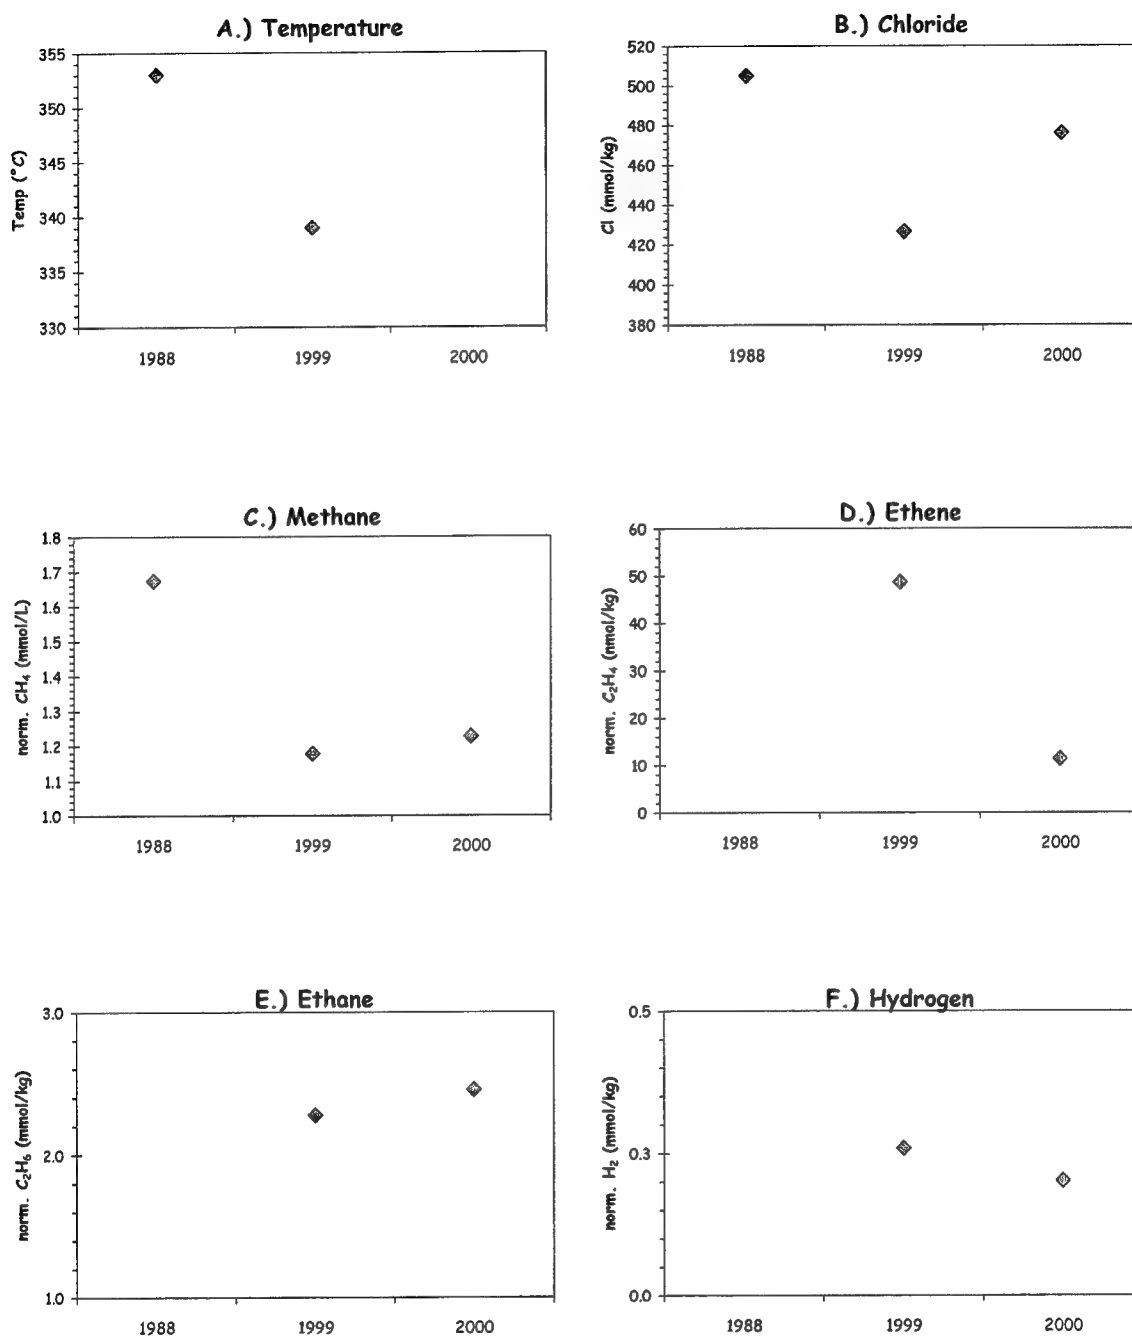 A.) Temperature
355
350
345
340
335
330
Temp (°C)
1988 1999 2000
B.) Chloride
520
500
480
460
440
420
400
380
Cl (mmol/kg)
1988 1999 2000
C.) Methane
1.8
1.7
1.6
1.5
1.4
1.3
1.2
1.1
1.0
norm. CH₄ (mmol/L)
1988 1999 2000
D.) Ethene
60
50
40
30
20
10
0
norm. C₂H₄ (nmol/kg)
1988 1999 2000
E.) Ethane
3.0
2.0
1.0
norm. C₂H₆ (mmol/kg)
1988 1999 2000
F.) Hydrogen
0.5
0.3
0.0
norm. H₂ (mmol/kg)
1988 1999 2000